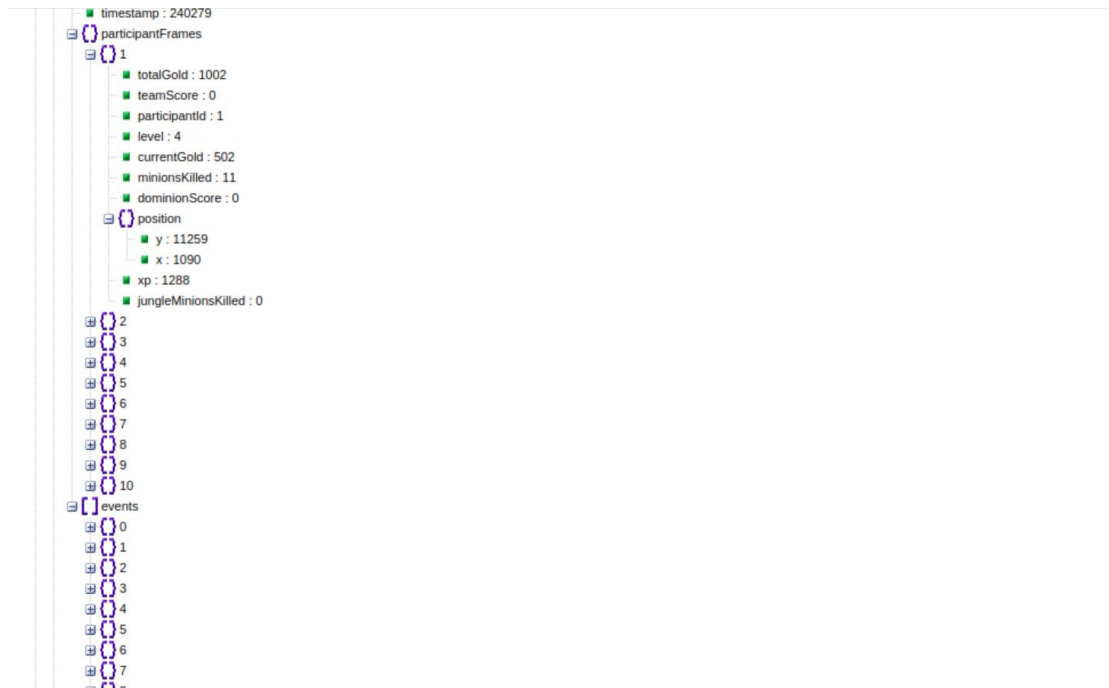 timestamp : 240279
participantFrames
1
totalGold : 1002
teamScore : 0
participantId : 1
level : 4
currentGold : 502
minionsKilled : 11
dominionScore : 0
position
y : 11259
x : 1090
xp : 1288
jungleMinionsKilled : 0
2
3
4
5
6
7
8
9
10
events
0
1
2
3
4
5
6
7